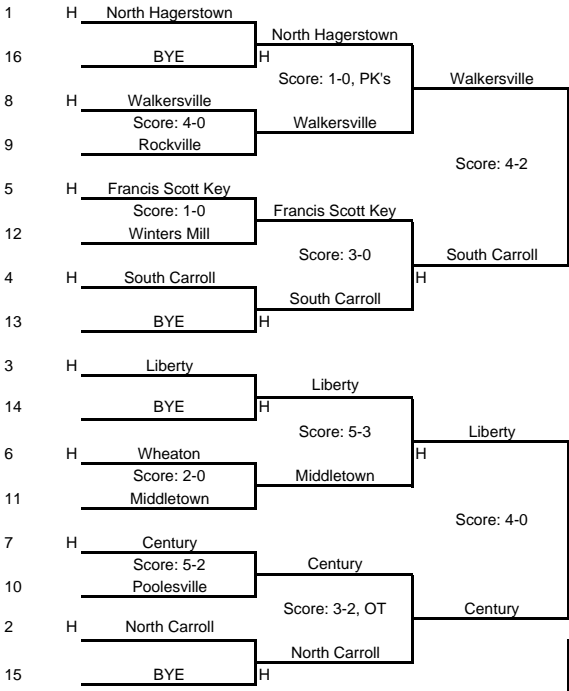 1 H North Hagerstown
North Hagerstown
16 BYE H
Score: 1-0, PK's Walkersville
8 H Walkersville
Score: 4-0 Walkersville
9 Rockville
Score: 4-2
5 H Francis Scott Key
Score: 1-0 Francis Scott Key
12 Winters Mill
Score: 3-0 South Carroll
4 H South Carroll H
South Carroll
13 BYE H
3 H Liberty
Liberty
14 BYE H
Score: 5-3 Liberty
6 H Wheaton H
Score: 2-0 Middletown
11 Middletown
Score: 4-0
7 H Century
Score: 5-2 Century
10 Poolesville
Score: 3-2, OT Century
2 H North Carroll
North Carroll
15 BYE H